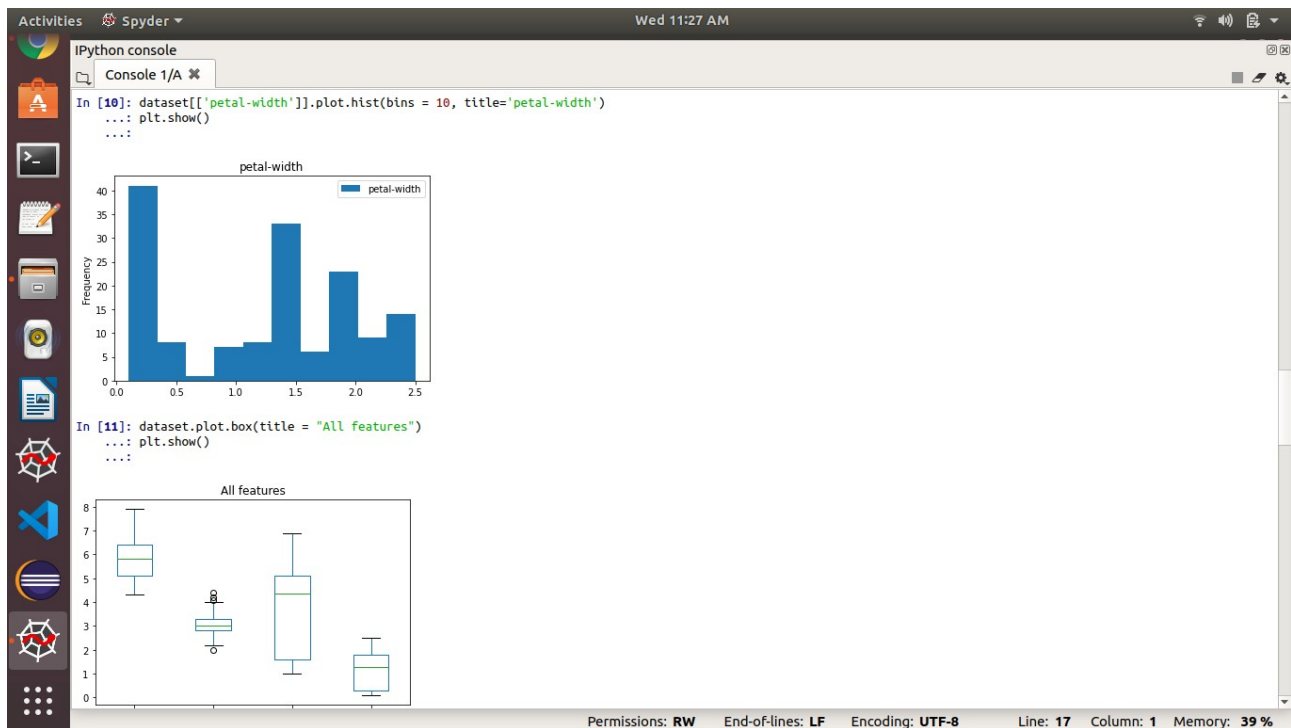 Activities Spyder Wed 11:27 AM
IPython console
Console 1/A
In [10]: dataset[['petal-width']].plot.hist(bins = 10, title='petal-width')
...: plt.show()
...:
petal-width
petal-width
40
35
30
25
20
15
10
5
0
Frequency
0.0 0.5 1.0 1.5 2.0 2.5
In [11]: dataset.plot.box(title = "All features")
...: plt.show()
...:
All features
8
7
6
5
4
3
2
1
0
Permissions: RW End-of-lines: LF Encoding: UTF-8 Line: 17 Column: 1 Memory: 39 %